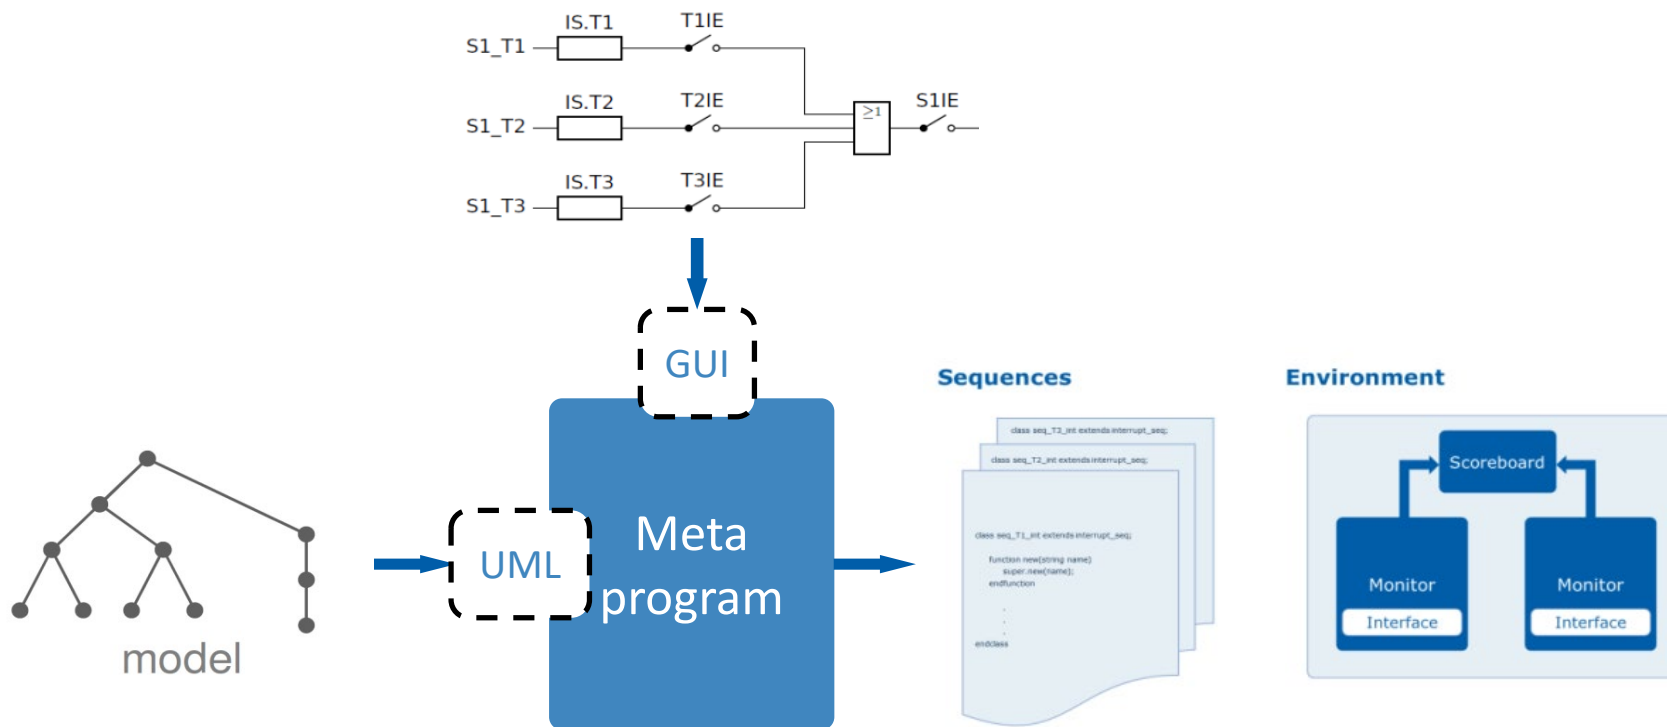 IS.T1
T1IE
S1_T1
IS.T2
T2IE
S1IE
≥1
S1_T2
IS.T3
T3IE
S1_T3
GUI
UML
Meta
program
model
Sequences
class seq_T3_int extends interrupt_seq;
class seq_T2_int extends interrupt_seq;
class seq_T1_int extends interrupt_seq;
function new(string name)
super.new(name);
endfunction
.
.
.
endclass
Environment
Scoreboard
Monitor
Interface
Monitor
Interface